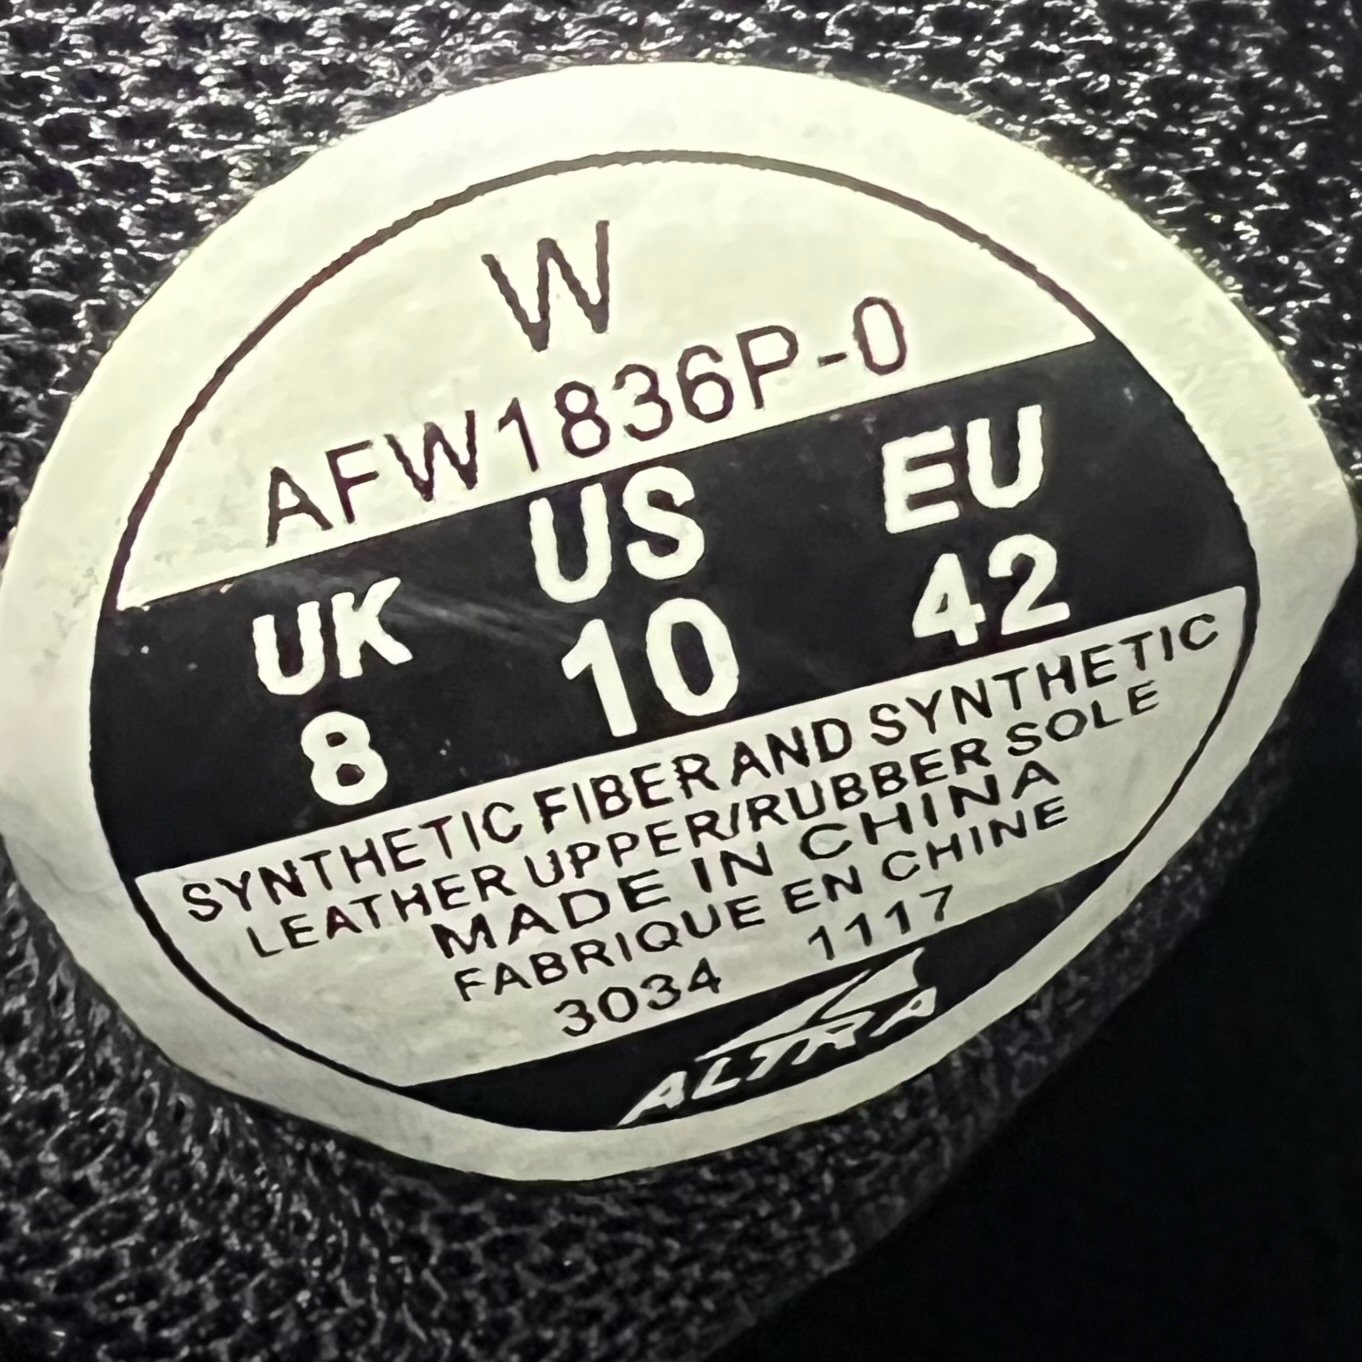 W
AFW1836P-0
UK US EU
8 10 42
SYNTHETIC FIBER AND SYNTHETIC
LEATHER UPPER/RUBBER SOLE
MADE IN CHINA
FABRIQUE EN CHINE
3034 1117
ALTRA